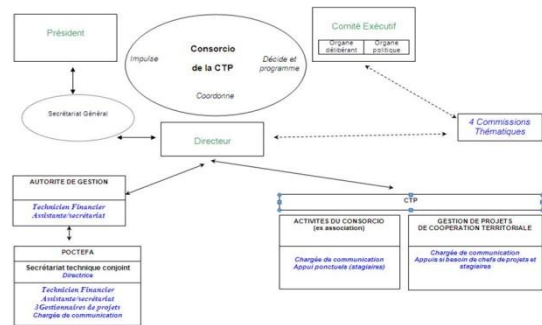 Président
Consorcio
de la CTP
Impulse
Décide et
programme
Coordonne
Comité Exécutif
Organe
délibérant
Organe
politique
Secrétariat Général
Directeur
4 Commissions
Thématiques
AUTORITE DE GESTION
Technicien Financier
Assistante/secrétariat
POCTEFA
Secrétariat technique conjoint
Directrice
Technicien Financier
Assistante/secrétariat
3Gestionnaires de projets
Chargée de communication
CTP
ACTIVITES DU CONSORCIO
(ex association)
Chargée de communication
Appui ponctuels (stagiaires)
GESTION DE PROJETS
DE COOPERATION TERRITORIALE
Chargée de communication
Appuis si besoin de chefs de projets et
stagiaires